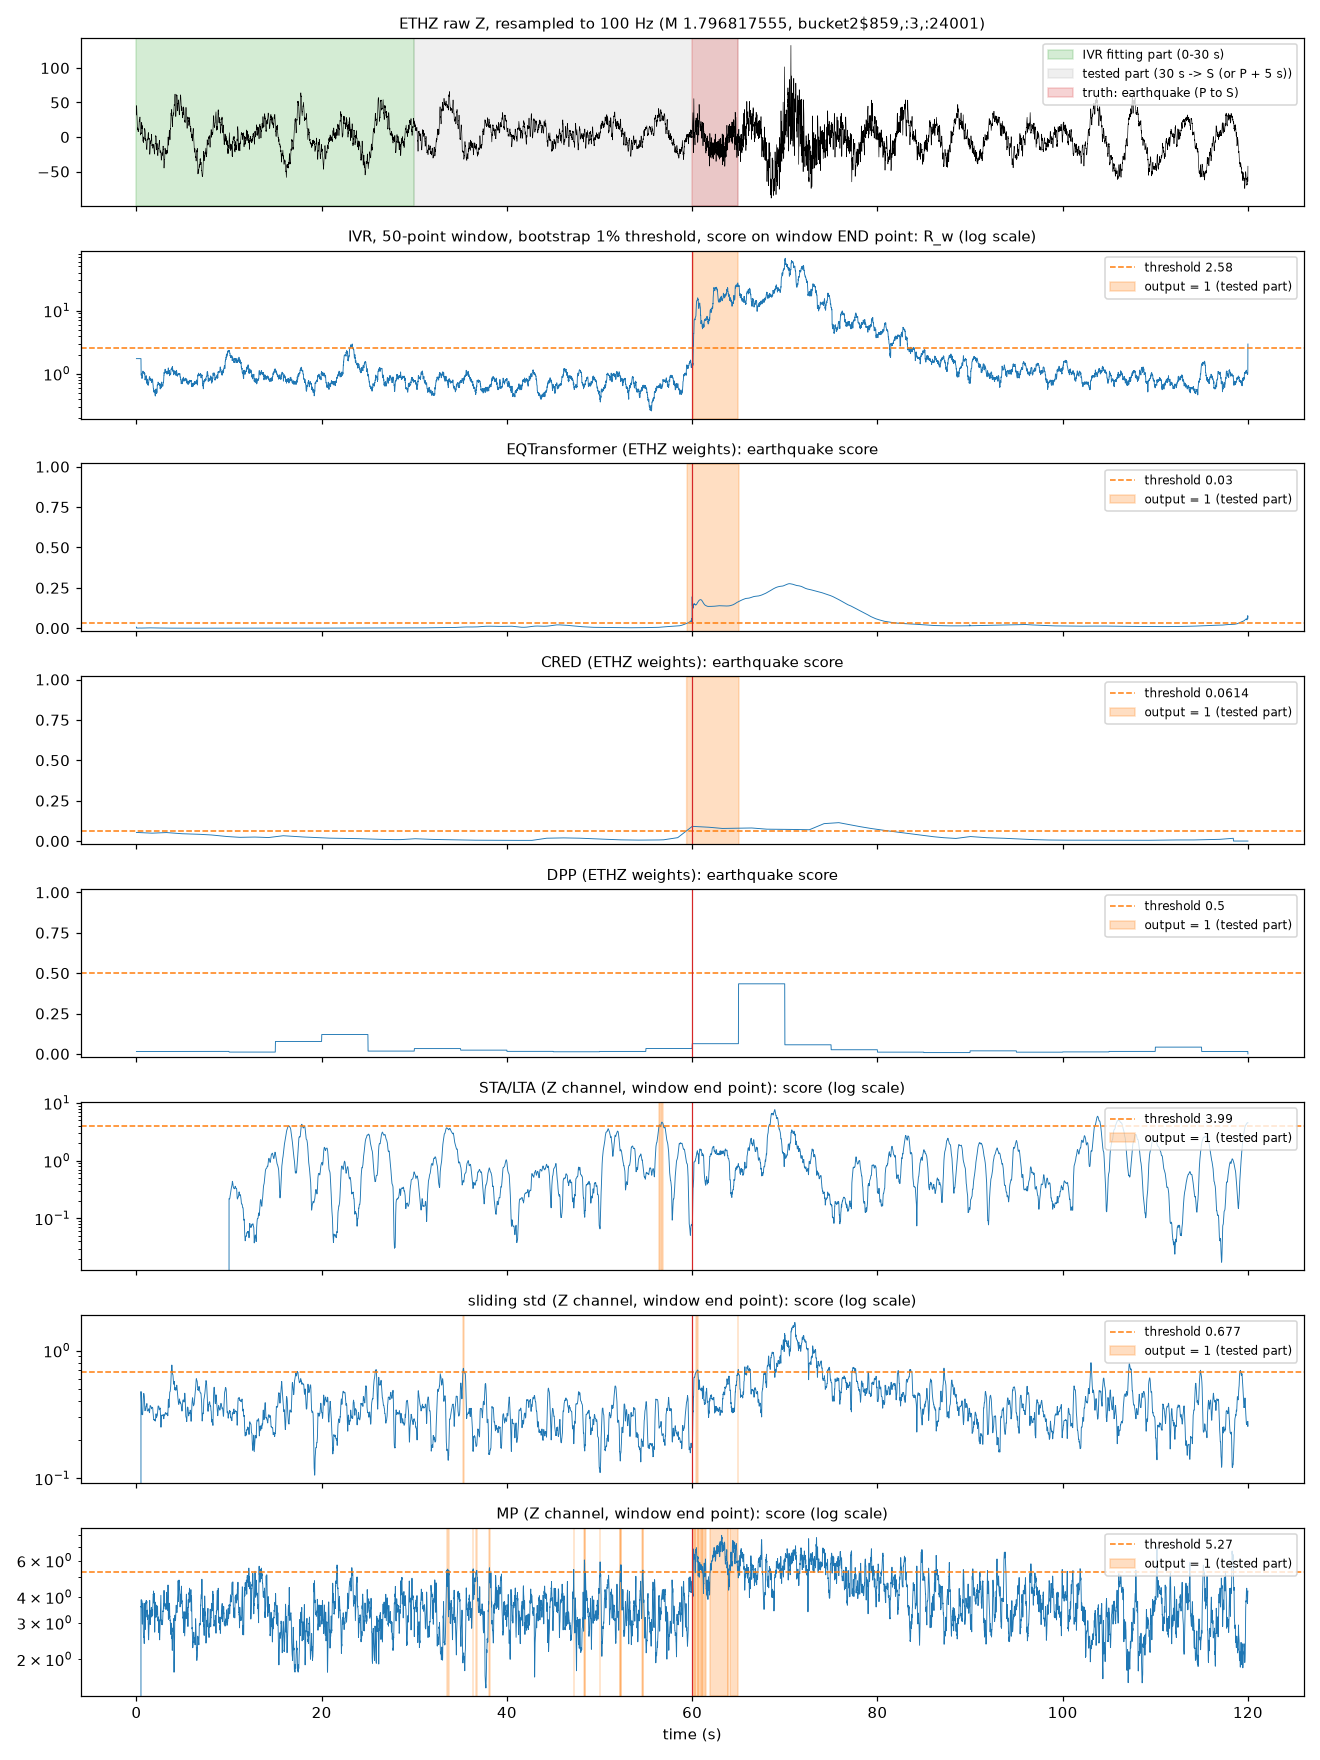 ETHZ raw Z, resampled to 100 Hz (M 1.796817555, bucket2$859,:3,:24001)
100
50
0
−50
IVR fitting part (0-30 s)
tested part (30 s -> S (or P + 5 s))
truth: earthquake (P to S)
IVR, 50-point window, bootstrap 1% threshold, score on window END point: R_w (log scale)
10¹
10⁰
threshold 2.58
output = 1 (tested part)
EQTransformer (ETHZ weights): earthquake score
1.00
0.75
0.50
0.25
0.00
threshold 0.03
output = 1 (tested part)
CRED (ETHZ weights): earthquake score
1.00
0.75
0.50
0.25
0.00
threshold 0.0614
output = 1 (tested part)
DPP (ETHZ weights): earthquake score
1.00
0.75
0.50
0.25
0.00
threshold 0.5
output = 1 (tested part)
STA/LTA (Z channel, window end point): score (log scale)
10¹
10⁰
10⁻¹
threshold 3.99
output = 1 (tested part)
sliding std (Z channel, window end point): score (log scale)
10⁰
10⁻¹
threshold 0.677
output = 1 (tested part)
MP (Z channel, window end point): score (log scale)
6 × 10⁰
4 × 10⁰
3 × 10⁰
2 × 10⁰
threshold 5.27
output = 1 (tested part)
0 20 40 60 80 100 120
time (s)